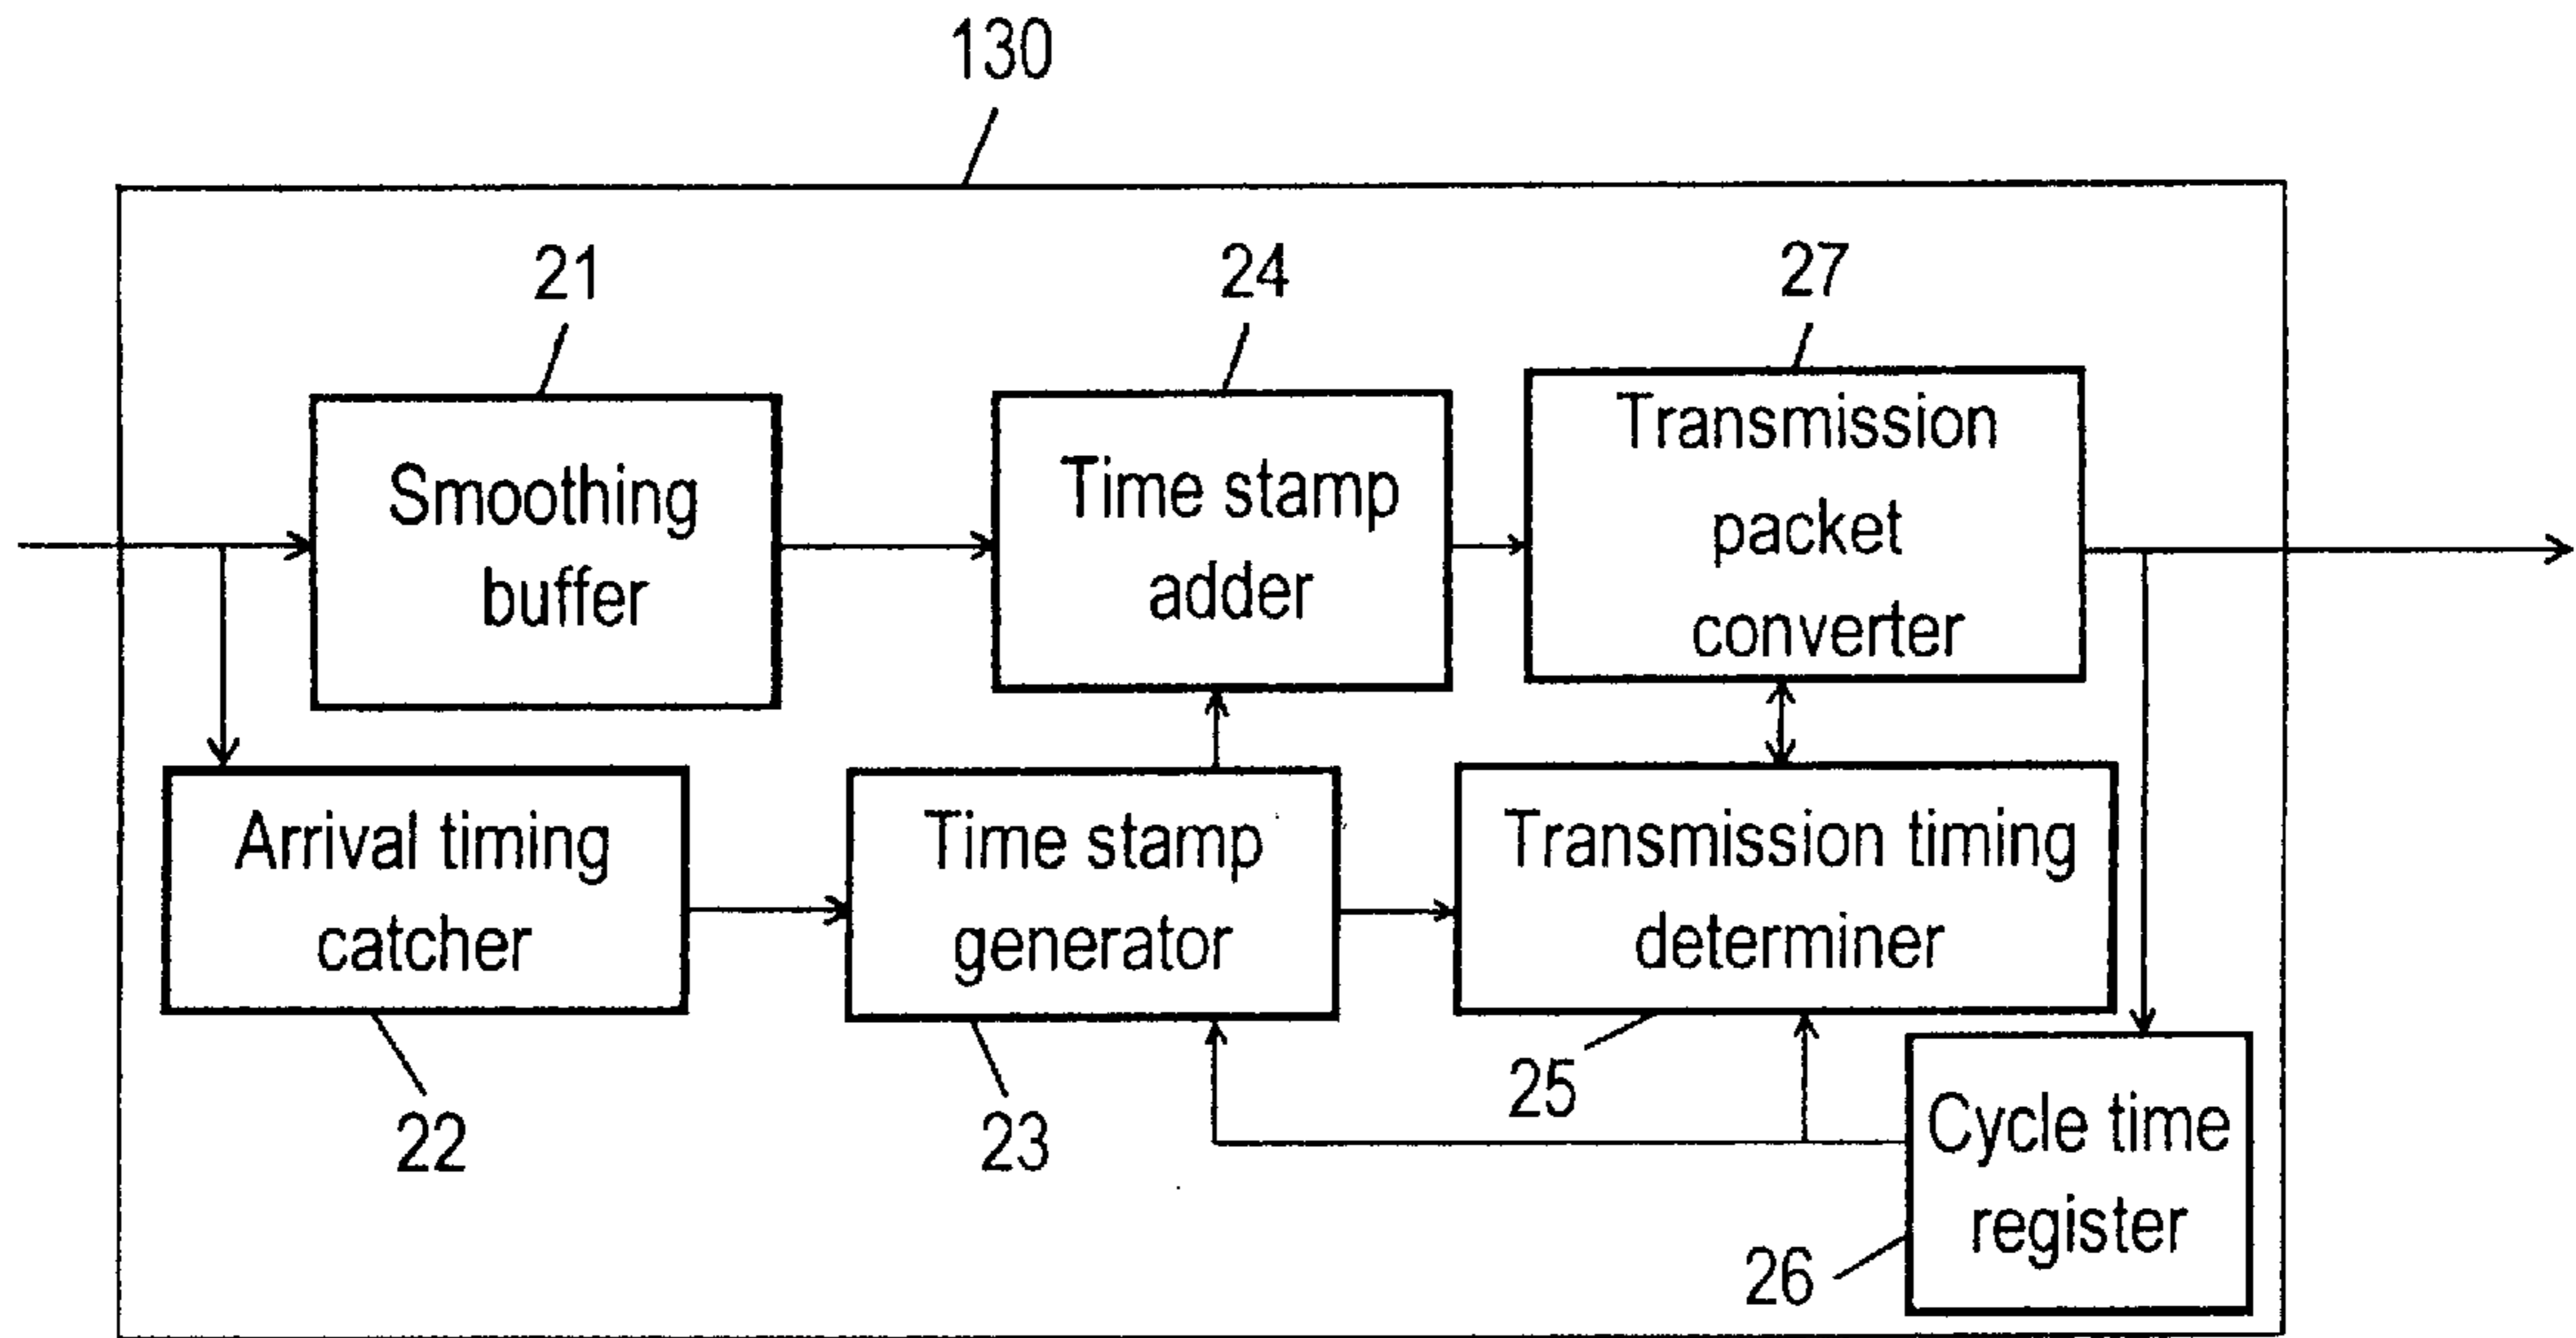 130
21
24
27
Smoothing
buffer
Time stamp
adder
Transmission
packet
converter
Arrival timing
catcher
Time stamp
generator
Transmission timing
determiner
22
23
25
Cycle time
register
26